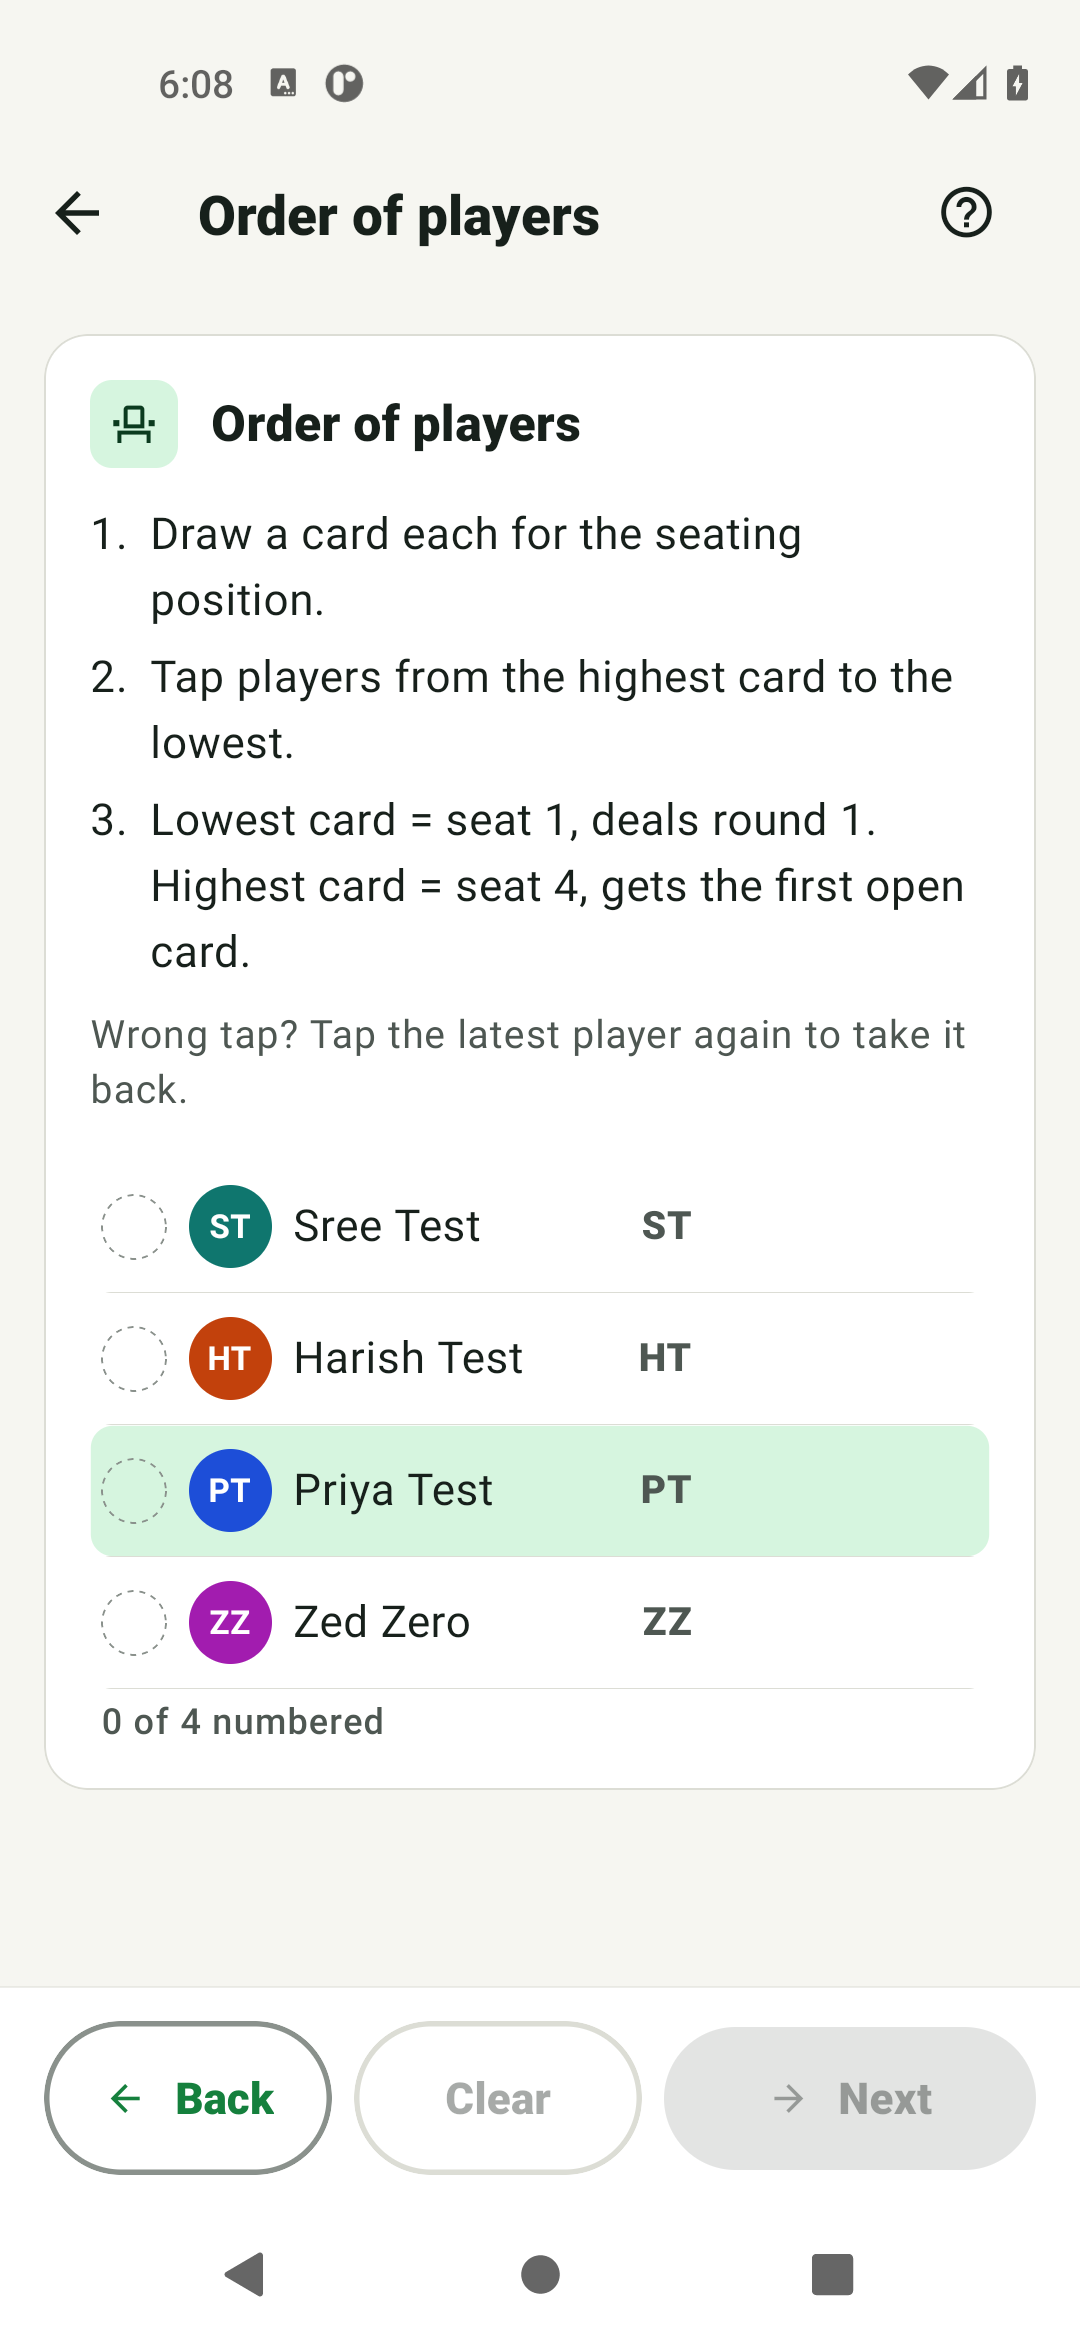 6:08
Order of players
Order of players
1. Draw a card each for the seating
position.
2. Tap players from the highest card to the
lowest.
3. Lowest card = seat 1, deals round 1.
Highest card = seat 4, gets the first open
card.
Wrong tap? Tap the latest player again to take it
back.
ST Sree Test ST
HT Harish Test HT
PT Priya Test PT
ZZ Zed Zero ZZ
0 of 4 numbered
Back Clear Next